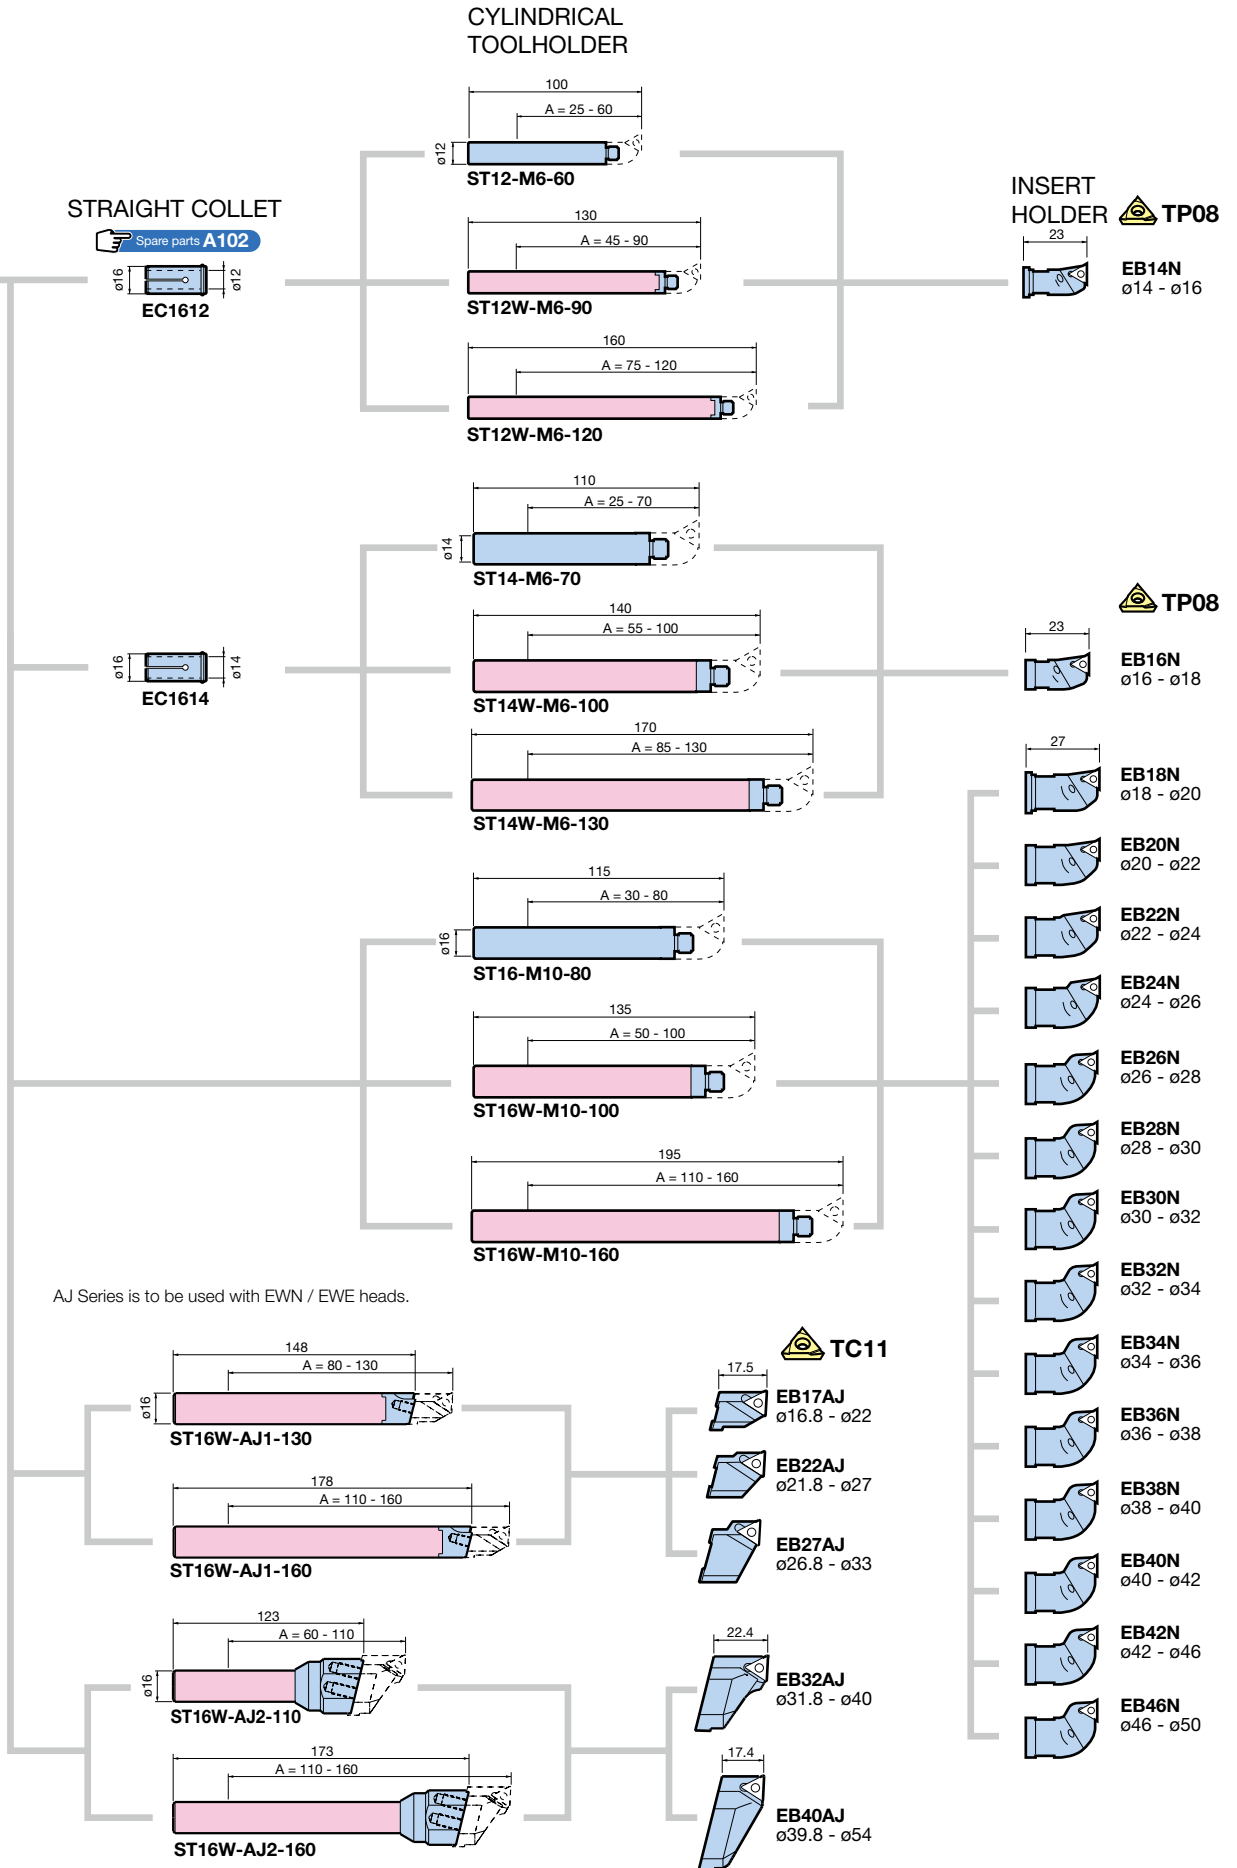 CYLINDRICAL
TOOLHOLDER
100
A = 25 - 60
ø12
ST12-M6-60
STRAIGHT COLLET
Spare parts A102
ø16
ø12
EC1612
130
A = 45 - 90
ST12W-M6-90
160
A = 75 - 120
ST12W-M6-120
INSERT
HOLDER
TP08
23
EB14N
ø14 - ø16
110
A = 25 - 70
ø14
ST14-M6-70
140
A = 55 - 100
ST14W-M6-100
170
A = 85 - 130
ST14W-M6-130
ø16
ø14
EC1614
TP08
23
EB16N
ø16 - ø18
27
EB18N
ø18 - ø20
EB20N
ø20 - ø22
EB22N
ø22 - ø24
EB24N
ø24 - ø26
EB26N
ø26 - ø28
EB28N
ø28 - ø30
EB30N
ø30 - ø32
EB32N
ø32 - ø34
EB34N
ø34 - ø36
EB36N
ø36 - ø38
EB38N
ø38 - ø40
EB40N
ø40 - ø42
EB42N
ø42 - ø46
EB46N
ø46 - ø50
115
A = 30 - 80
ø16
ST16-M10-80
135
A = 50 - 100
ST16W-M10-100
195
A = 110 - 160
ST16W-M10-160
AJ Series is to be used with EWN / EWE heads.
148
A = 80 - 130
ø16
ST16W-AJ1-130
178
A = 110 - 160
ST16W-AJ1-160
TC11
17.5
EB17AJ
ø16.8 - ø22
EB22AJ
ø21.8 - ø27
EB27AJ
ø26.8 - ø33
123
A = 60 - 110
ø16
ST16W-AJ2-110
173
A = 110 - 160
ST16W-AJ2-160
22.4
EB32AJ
ø31.8 - ø40
17.4
EB40AJ
ø39.8 - ø54